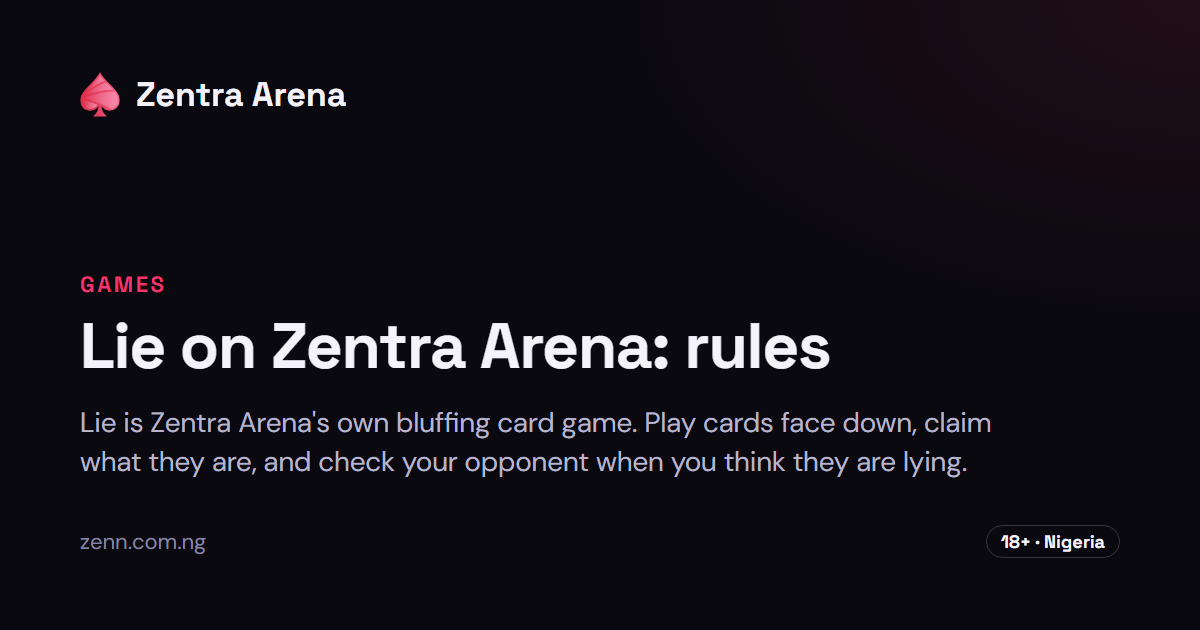 Zentra Arena
GAMES
Lie on Zentra Arena: rules
Lie is Zentra Arena's own bluffing card game. Play cards face down, claim
what they are, and check your opponent when you think they are lying.
zenn.com.ng
18+ · Nigeria